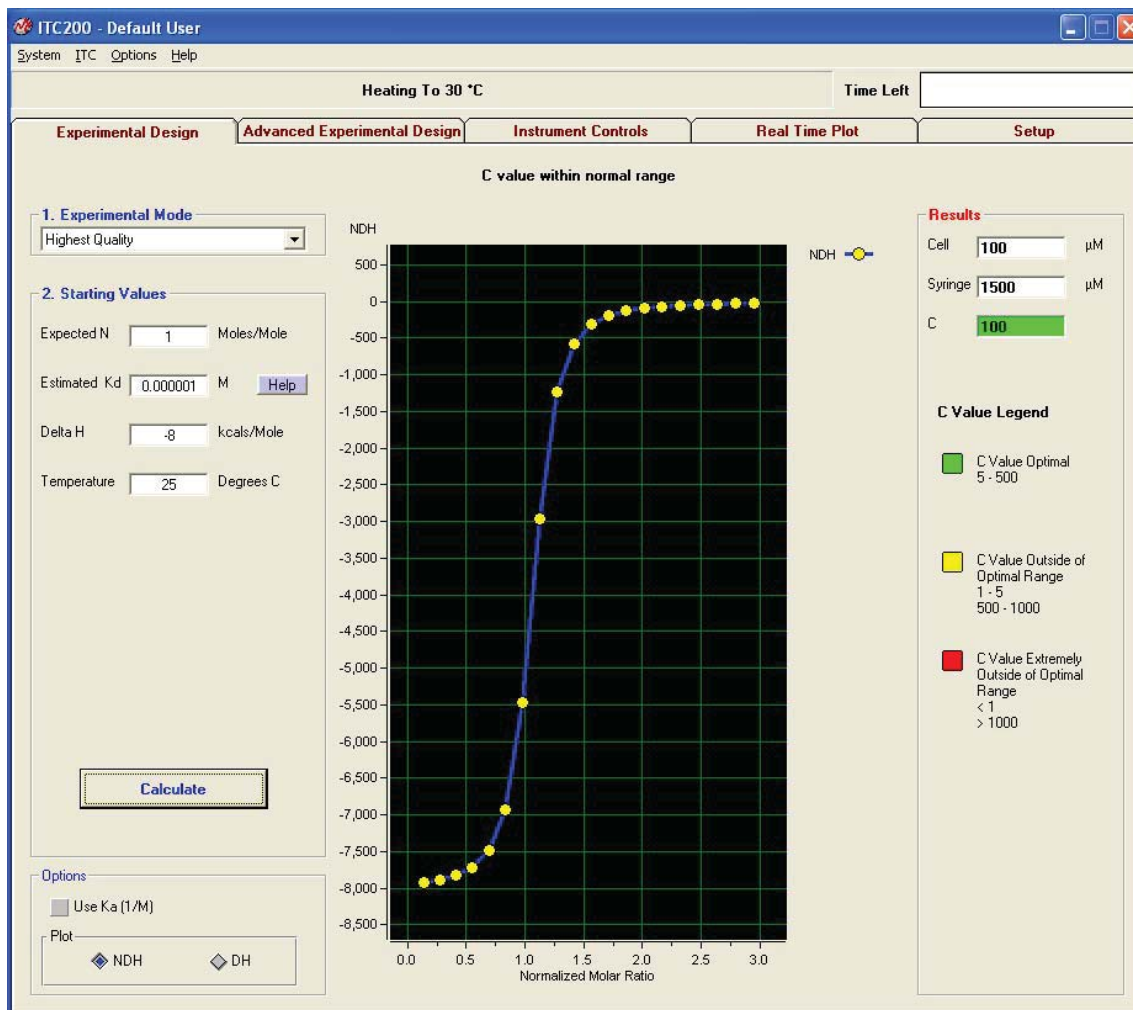 ITC200 - Default User
System ITC Options Help
Heating To 30 °C
Time Left
Experimental Design
Advanced Experimental Design
Instrument Controls
Real Time Plot
Setup
C value within normal range
1. Experimental Mode
Highest Quality
2. Starting Values
Expected N 1 Moles/Mole
Estimated Kd 0.000001 M Help
Delta H -8 kcals/Mole
Temperature 25 Degrees C
Calculate
Options
Use Ka (1/M)
Plot
NDH DH
NDH
500
0
-500
-1,000
-1,500
-2,000
-2,500
-3,000
-3,500
-4,000
-4,500
-5,000
-5,500
-6,000
-6,500
-7,000
-7,500
-8,000
-8,500
0.0 0.5 1.0 1.5 2.0 2.5 3.0
Normalized Molar Ratio
NDH
Results
Cell 100 µM
Syringe 1500 µM
C 100
C Value Legend
C Value Optimal
5 - 500
C Value Outside of
Optimal Range
1 - 5
500 - 1000
C Value Extremely
Outside of Optimal
Range
< 1
> 1000